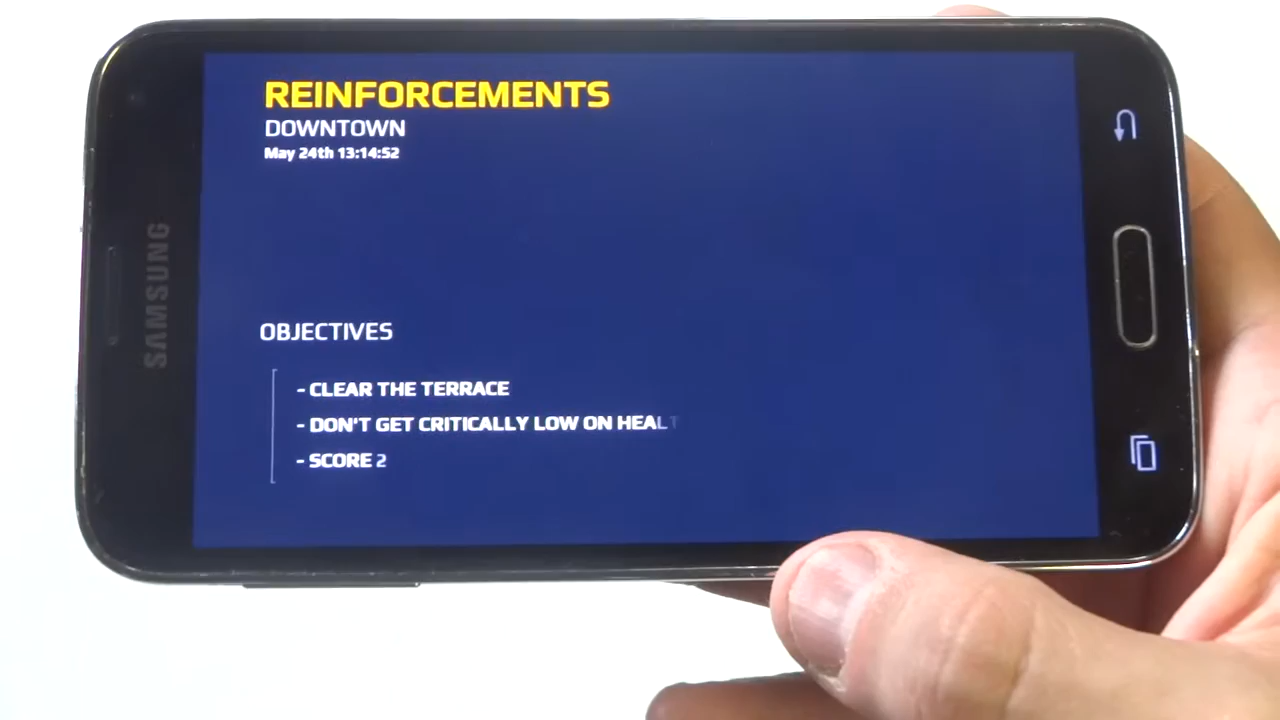 SAMSUNG
REINFORCEMENTS
DOWNTOWN
May 24th 13:14:52
OBJECTIVES
- CLEAR THE TERRACE
- DON'T GET CRITICALLY LOW ON HEALT
- SCORE 2